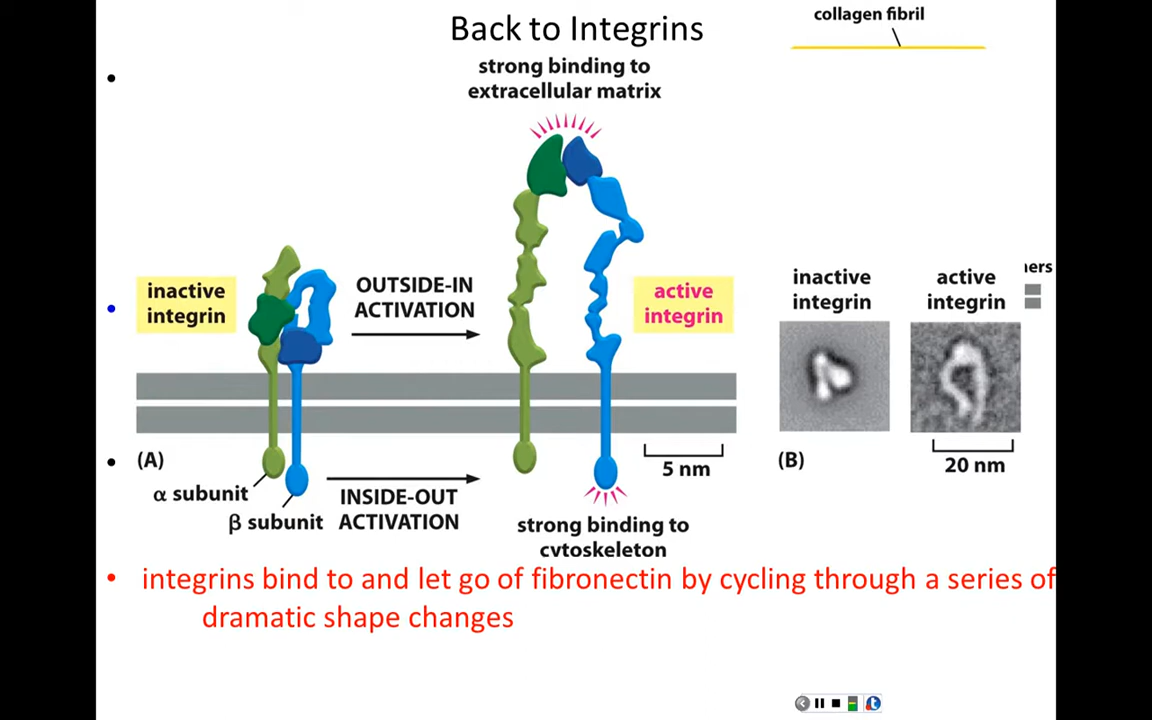 Back to Integrins
collagen fibril
strong binding to
extracellular matrix
inactive
integrin
OUTSIDE-IN
ACTIVATION
active
integrin
inactive
integrin
active
integrin
(A)
α subunit
β subunit
INSIDE-OUT
ACTIVATION
5 nm
(B)
20 nm
strong binding to
cytoskeleton
• integrins bind to and let go of fibronectin by cycling through a series of
dramatic shape changes